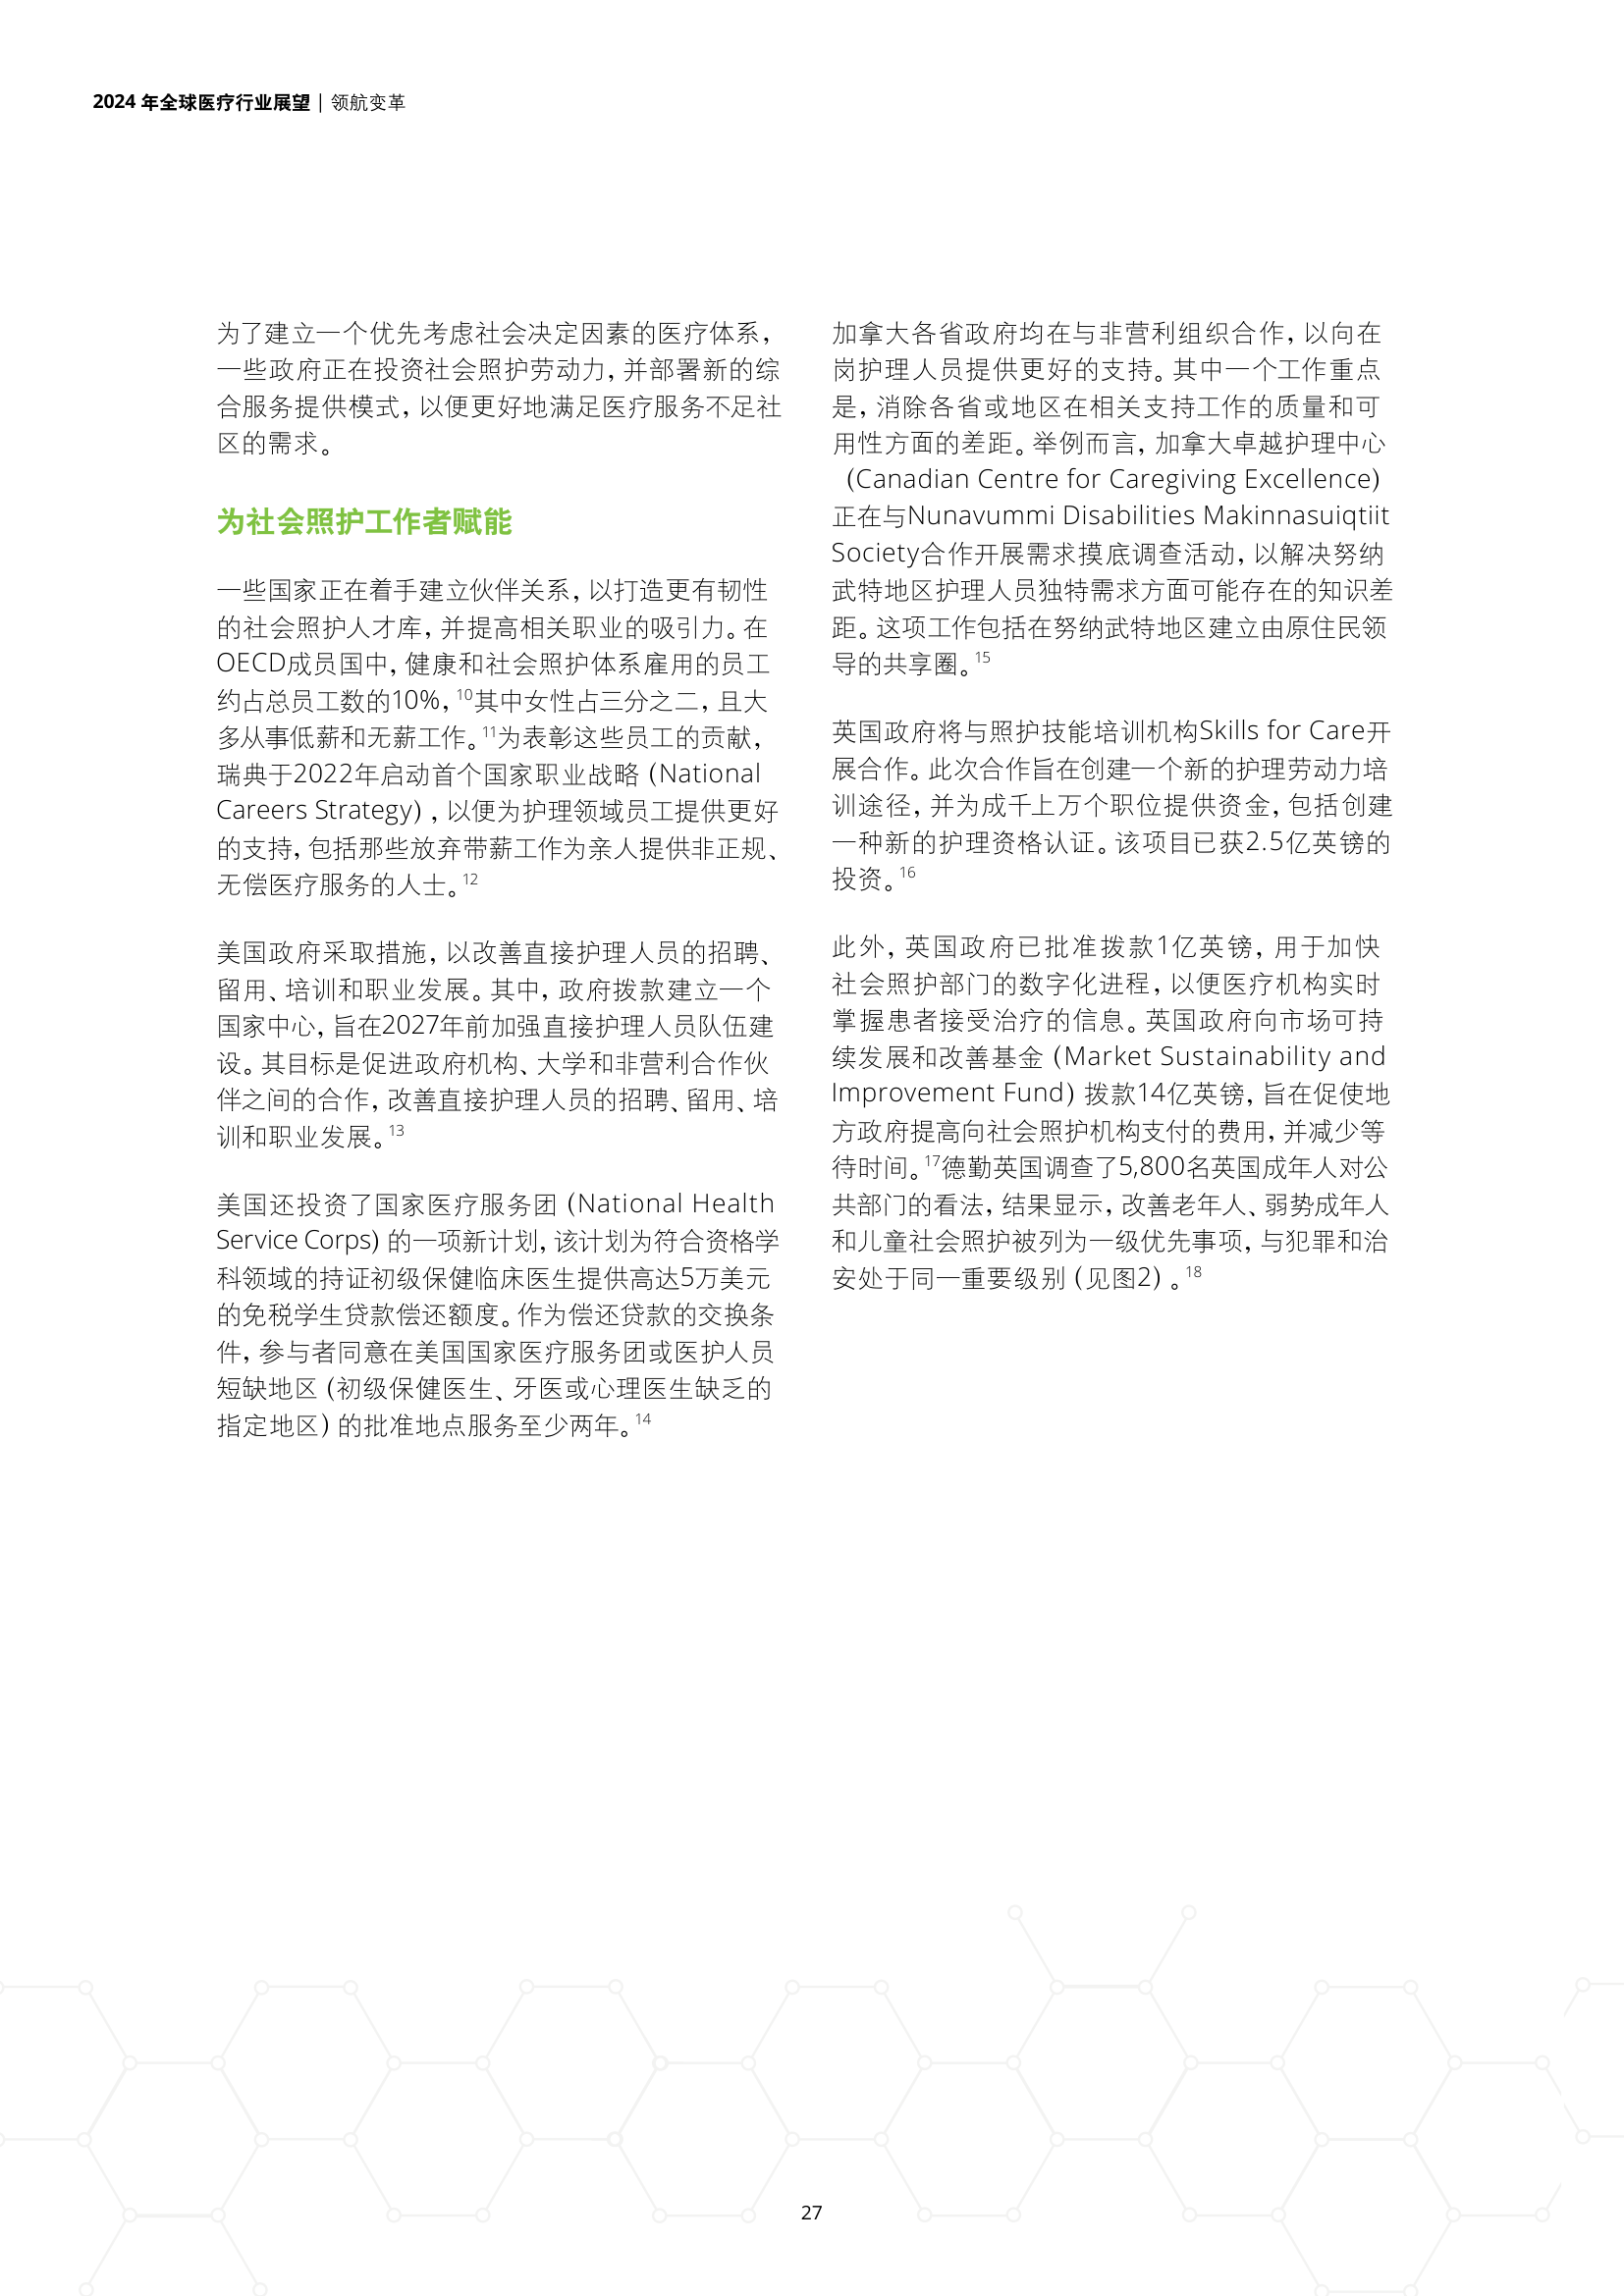 2024 年全球医疗行业展望 | 领航变革
为了建立一个优先考虑社会决定因素的医疗体系，
一些政府正在投资社会照护劳动力，并部署新的综
合服务提供模式，以便更好地满足医疗服务不足社
区的需求。
为社会照护工作者赋能
一些国家正在着手建立伙伴关系，以打造更有韧性
的社会照护人才库，并提高相关职业的吸引力。在
OECD成员国中，健康和社会照护体系雇用的员工
约占总员工数的10%，10其中女性占三分之二，且大
多从事低薪和无薪工作。11为表彰这些员工的贡献，
瑞典于2022年启动首个国家职业战略（National
Careers Strategy），以便为护理领域员工提供更好
的支持，包括那些放弃带薪工作为亲人提供非正规、
无偿医疗服务的人士。12
美国政府采取措施，以改善直接护理人员的招聘、
留用、培训和职业发展。其中，政府拨款建立一个
国家中心，旨在2027年前加强直接护理人员队伍建
设。其目标是促进政府机构、大学和非营利合作伙
伴之间的合作，改善直接护理人员的招聘、留用、培
训和职业发展。13
美国还投资了国家医疗服务团（National Health
Service Corps）的一项新计划，该计划为符合资格学
科领域的持证初级保健临床医生提供高达5万美元
的免税学生贷款偿还额度。作为偿还贷款的交换条
件，参与者同意在美国国家医疗服务团或医护人员
短缺地区（初级保健医生、牙医或心理医生缺乏的
指定地区）的批准地点服务至少两年。14
加拿大各省政府均在与非营利组织合作，以向在
岗护理人员提供更好的支持。其中一个工作重点
是，消除各省或地区在相关支持工作的质量和可
用性方面的差距。举例而言，加拿大卓越护理中心
（Canadian Centre for Caregiving Excellence）
正在与Nunavummi Disabilities Makinnasuiqtiit
Society合作开展需求摸底调查活动，以解决努纳
武特地区护理人员独特需求方面可能存在的知识差
距。这项工作包括在努纳武特地区建立由原住民领
导的共享圈。15
英国政府将与照护技能培训机构Skills for Care开
展合作。此次合作旨在创建一个新的护理劳动力培
训途径，并为成千上万个职位提供资金，包括创建
一种新的护理资格认证。该项目已获2.5亿英镑的
投资。16
此外，英国政府已批准拨款1亿英镑，用于加快
社会照护部门的数字化进程，以便医疗机构实时
掌握患者接受治疗的信息。英国政府向市场可持
续发展和改善基金（Market Sustainability and
Improvement Fund）拨款14亿英镑，旨在促使地
方政府提高向社会照护机构支付的费用，并减少等
待时间。17德勤英国调查了5,800名英国成年人对公
共部门的看法，结果显示，改善老年人、弱势成年人
和儿童社会照护被列为一级优先事项，与犯罪和治
安处于同一重要级别（见图2）。18
27